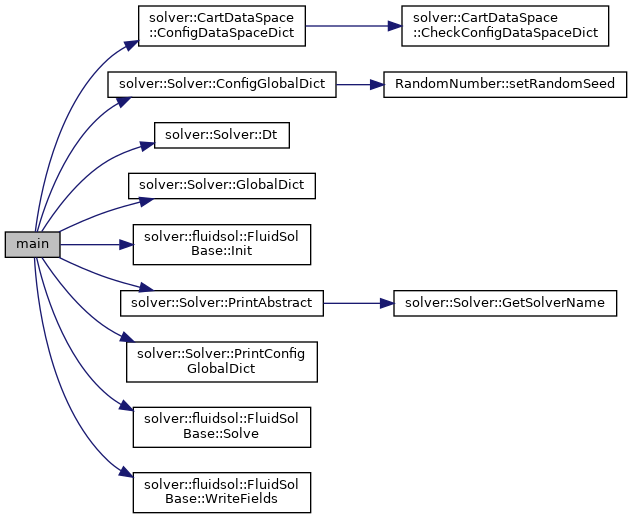 main
solver::CartDataSpace
::ConfigDataSpaceDict
solver::CartDataSpace
::CheckConfigDataSpaceDict
solver::Solver::ConfigGlobalDict
RandomNumber::setRandomSeed
solver::Solver::Dt
solver::Solver::GlobalDict
solver::fluidsol::FluidSol
Base::Init
solver::Solver::PrintAbstract
solver::Solver::GetSolverName
solver::Solver::PrintConfig
GlobalDict
solver::fluidsol::FluidSol
Base::Solve
solver::fluidsol::FluidSol
Base::WriteFields